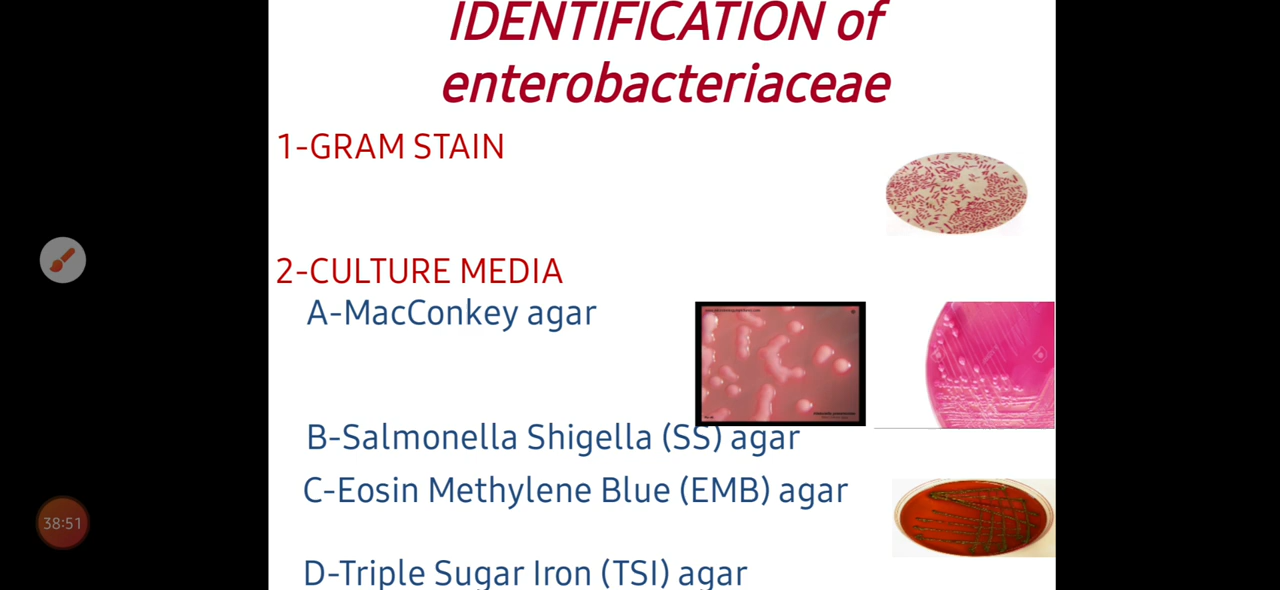 IDENTIFICATION of
enterobacteriaceae
1-GRAM STAIN
2-CULTURE MEDIA
A-MacConkey agar
B-Salmonella Shigella (SS) agar
C-Eosin Methylene Blue (EMB) agar
38:51
D-Triple Sugar Iron (TSI) agar